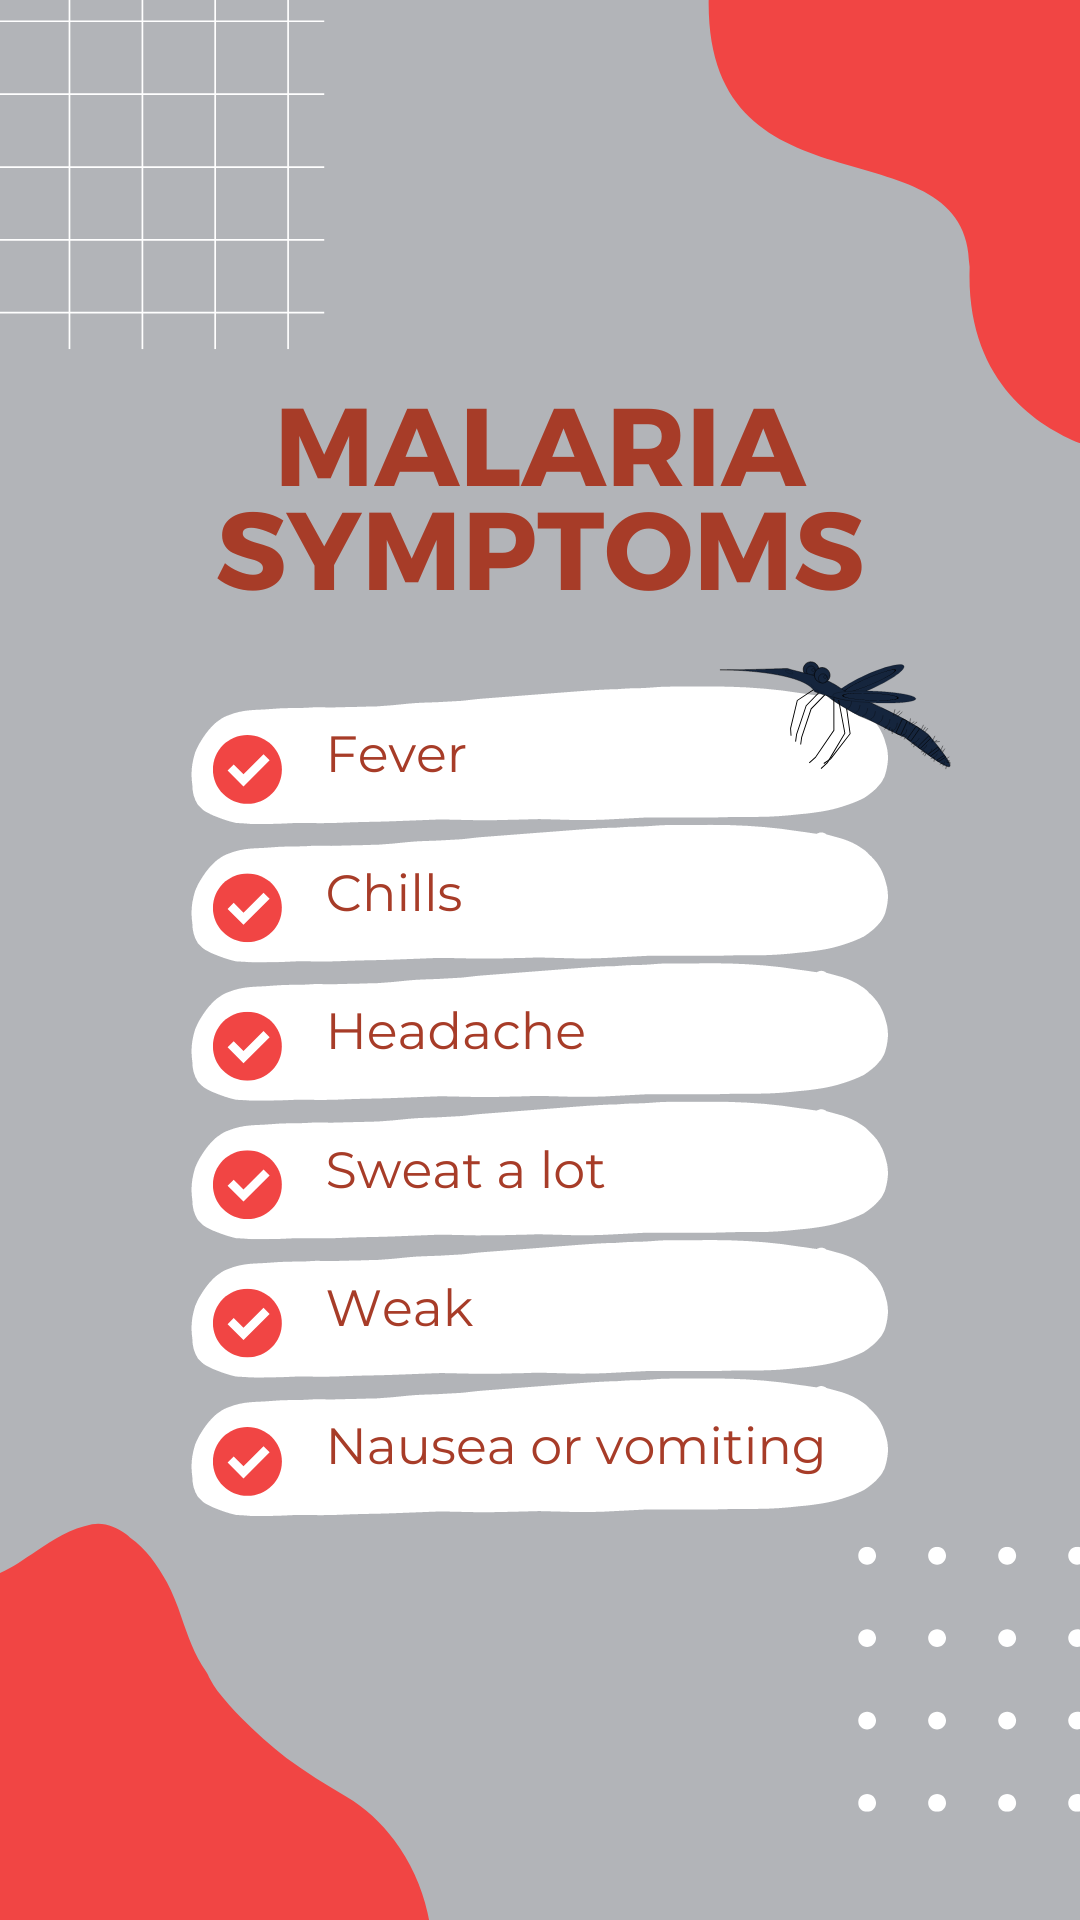 MALARIA
SYMPTOMS
Fever
Chills
Headache
Sweat a lot
Weak
Nausea or vomiting